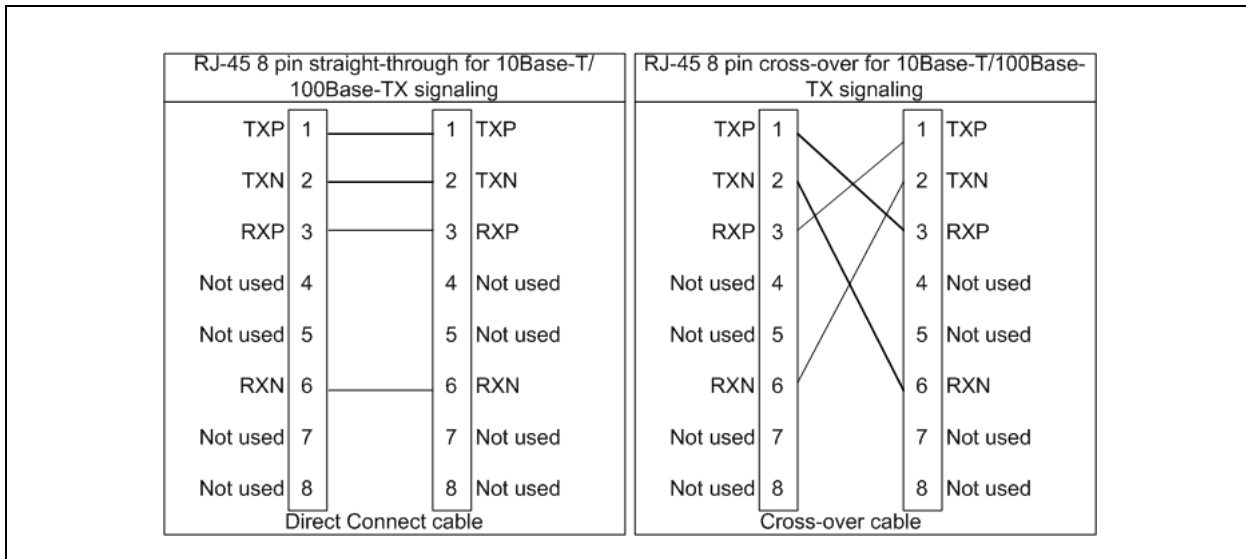 RJ-45 8 pin straight-through for 10Base-T/
100Base-TX signaling
TXP 1 1 TXP
TXN 2 2 TXN
RXP 3 3 RXP
Not used 4 4 Not used
Not used 5 5 Not used
RXN 6 6 RXN
Not used 7 7 Not used
Not used 8 8 Not used
Direct Connect cable
RJ-45 8 pin cross-over for 10Base-T/100Base-
TX signaling
TXP 1 1 TXP
TXN 2 2 TXN
RXP 3 3 RXP
Not used 4 4 Not used
Not used 5 5 Not used
RXN 6 6 RXN
Not used 7 7 Not used
Not used 8 8 Not used
Cross-over cable